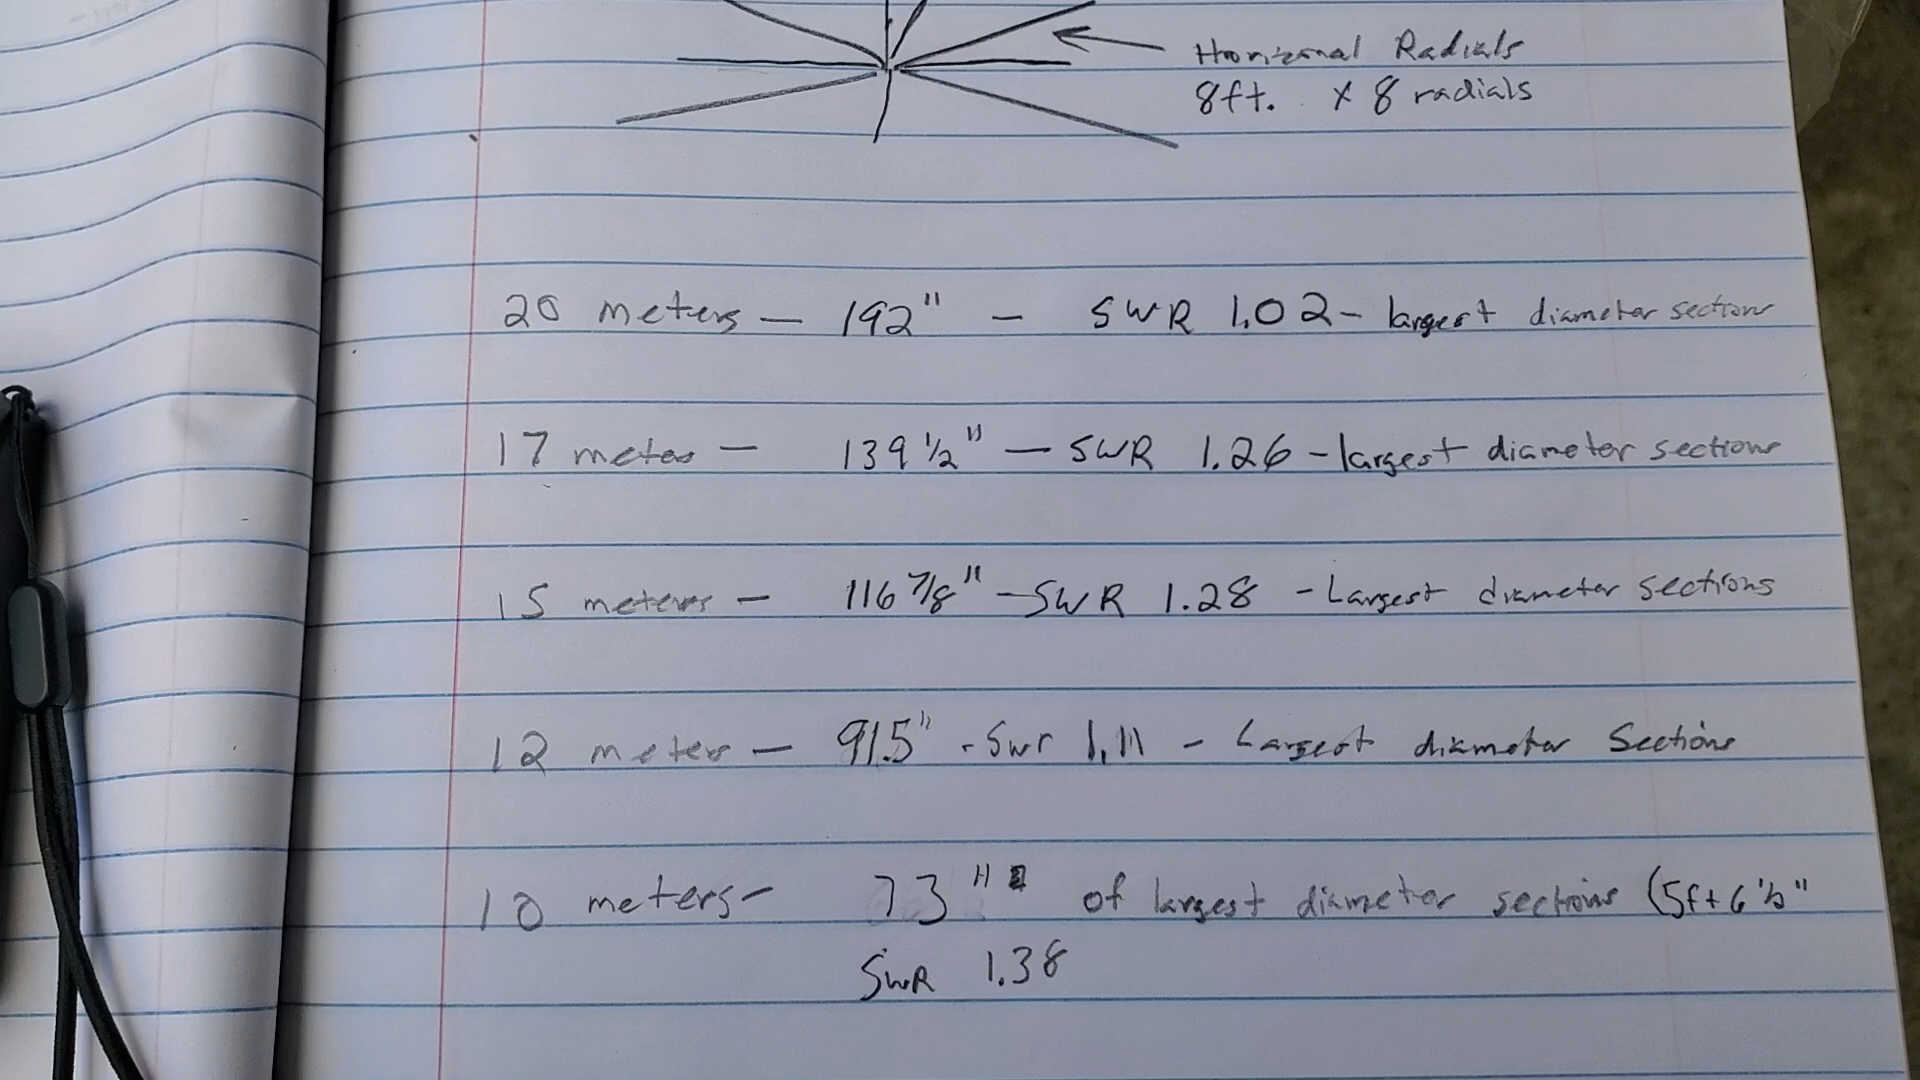 Horizonal Radials
8ft. x 8 radials
20 meters — 192" — SWR 1.02 - largest diameter sections
17 meters — 139 1/2" — SWR 1.26 - largest diameter sections
15 meters — 116 7/8" - SWR 1.28 - Largest diameter sections
12 meters — 91.5" - Swr 1.11 - Largest diameter Sections
10 meters - 73" of largest diameter sections (5ft + 6
SWR 1.38